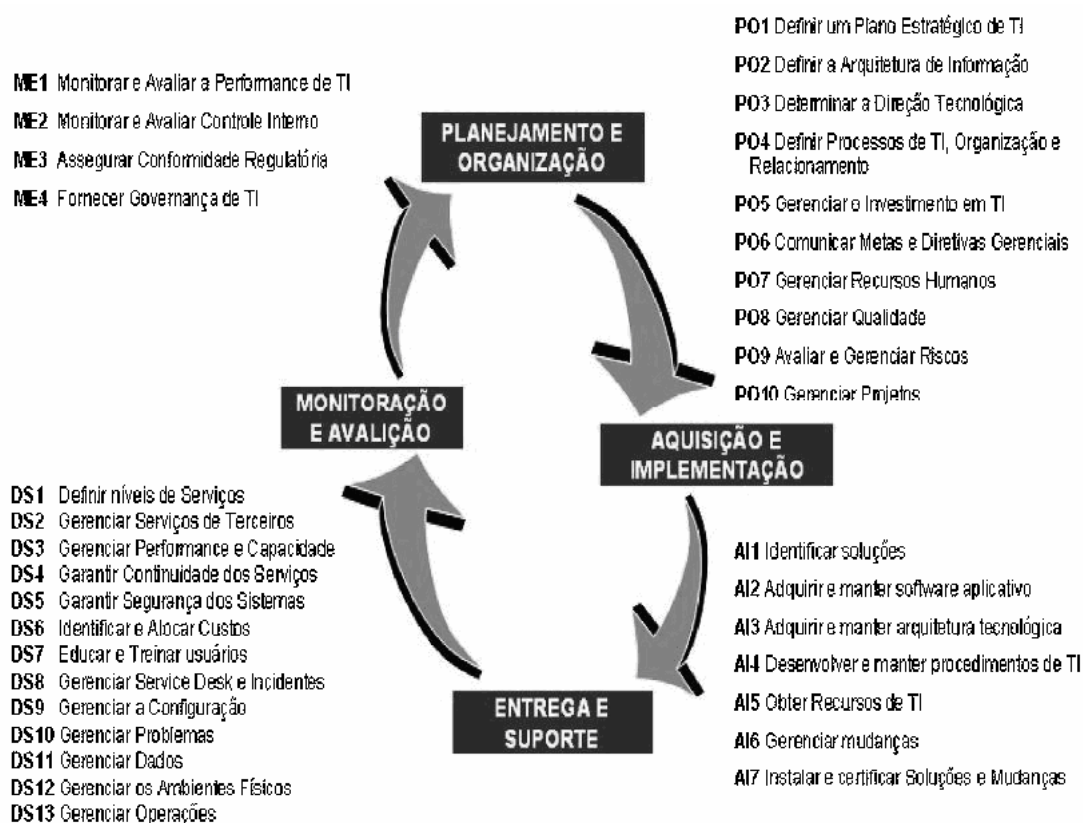 ME1 Monitorar e Avaliar a Performance de TI
ME2 Monitorar e Avaliar Controle Interno
ME3 Assegurar Conformidade Regulatória
ME4 Fornecer Governança de TI
PLANEJAMENTO E
ORGANIZAÇÃO
PO1 Definir um Plano Estratégico de TI
PO2 Definir a Arquitetura de Informação
PO3 Determinar a Direção Tecnológica
PO4 Definir Processos de TI, Organização e
Relacionamento
PO5 Gerenciar o Investimento em TI
PO6 Comunicar Metas e Diretivas Gerenciais
PO7 Gerenciar Recursos Humanos
PO8 Gerenciar Qualidade
PO9 Avaliar e Gerenciar Riscos
PO10 Gerenciar Projetos
MONITORAÇÃO
E AVALIÇÃO
AQUISIÇÃO E
IMPLEMENTAÇÃO
DS1 Definir níveis de Serviços
DS2 Gerenciar Serviços de Terceiros
DS3 Gerenciar Performance e Capacidade
DS4 Garantir Continuidade dos Serviços
DS5 Garantir Segurança dos Sistemas
DS6 Identificar e Alocar Custos
DS7 Educar e Treinar usuários
DS8 Gerenciar Service Desk e Incidentes
DS9 Gerenciar a Configuração
DS10 Gerenciar Problemas
DS11 Gerenciar Dados
DS12 Gerenciar os Ambientes Físicos
DS13 Gerenciar Operações
ENTREGA E
SUPORTE
AI1 Identificar soluções
AI2 Adquirir e manter software aplicativo
AI3 Adquirir e manter arquitetura tecnológica
AI4 Desenvolver e manter procedimentos de TI
AI5 Obter Recursos de TI
AI6 Gerenciar mudanças
AI7 Instalar e certificar Soluções e Mudanças